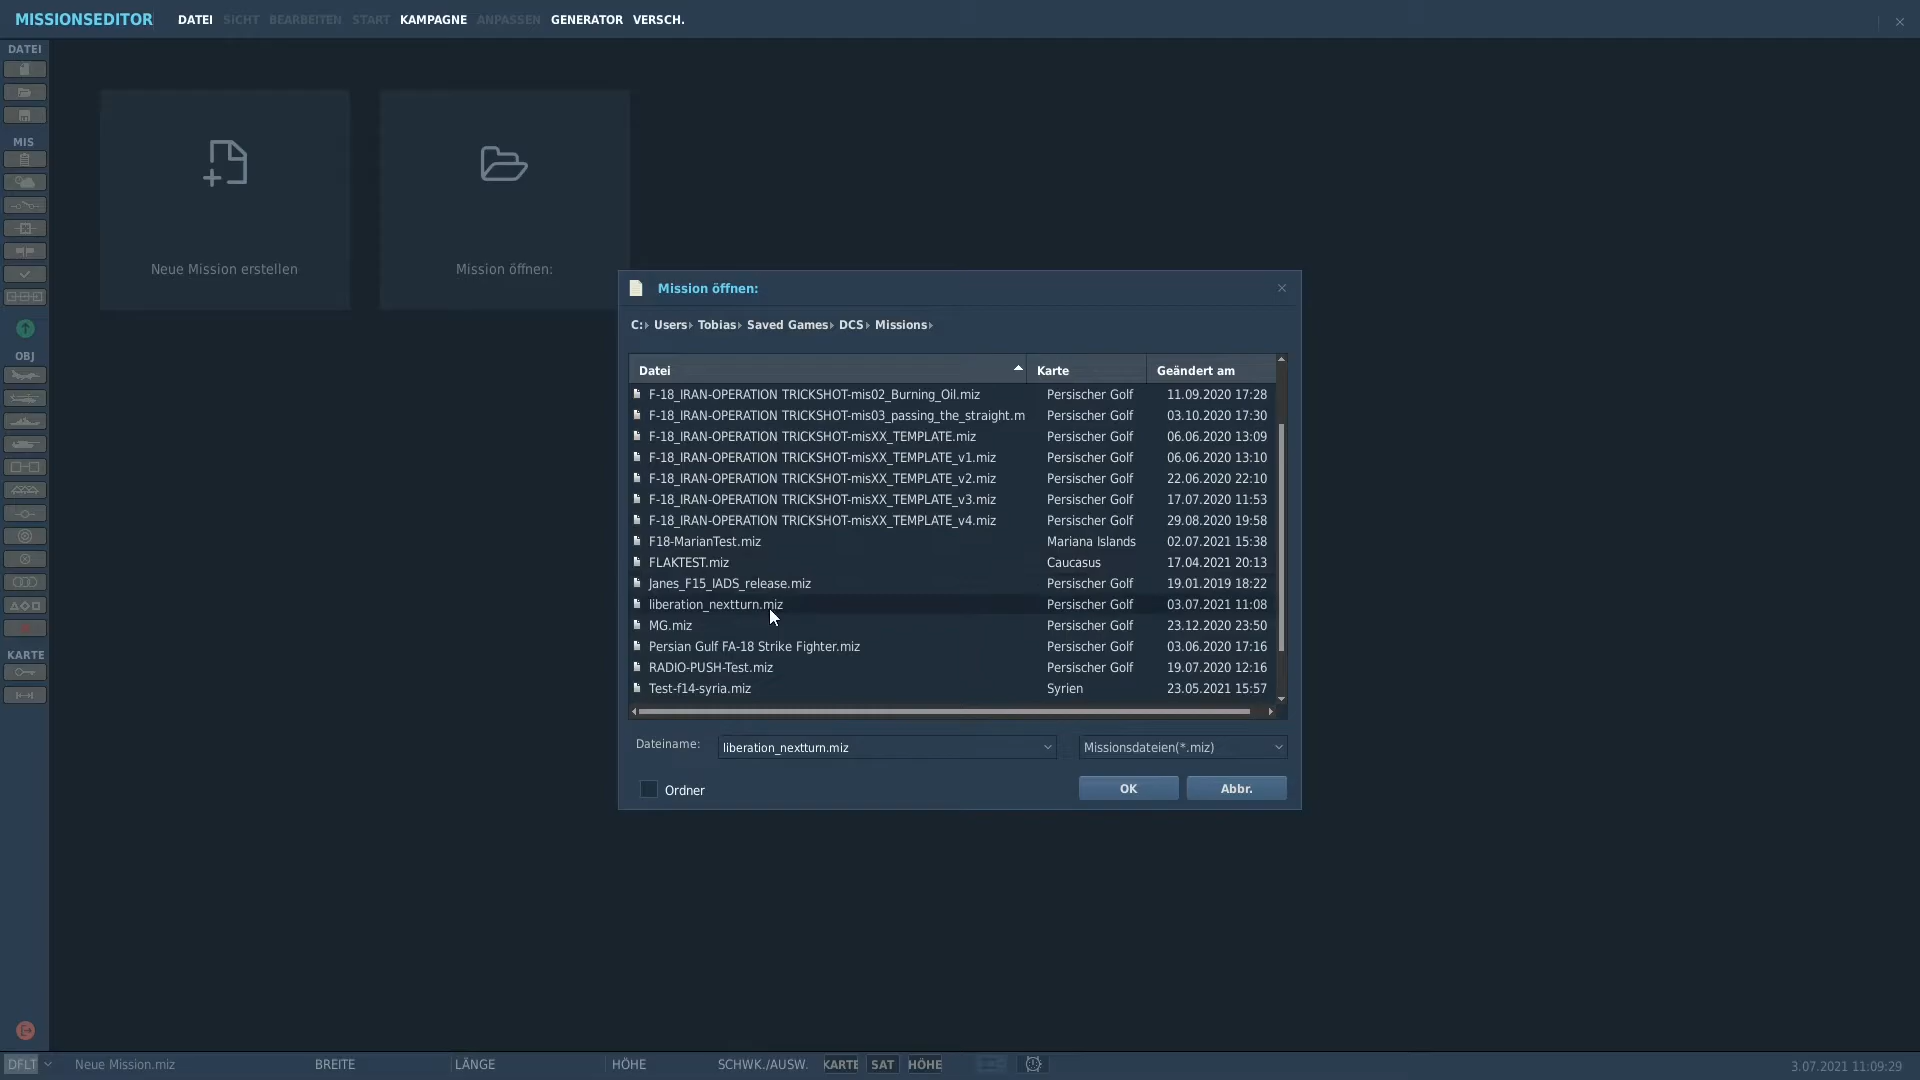 MISSIONSEDITOR DATEI SICHT BEARBEITEN START KAMPAGNE ANPASSEN GENERATOR VERSCH.
DATEI
MIS
OBJ
KARTE
Neue Mission erstellen
Mission öffnen:
Mission öffnen:
C: Users Tobias Saved Games DCS Missions
Datei Karte Geändert am
F-18_IRAN-OPERATION TRICKSHOT-mis02_Burning_Oil.miz Persischer Golf 11.09.2020 17:28
F-18_IRAN-OPERATION TRICKSHOT-mis03_passing_the_straight.m Persischer Golf 03.10.2020 17:30
F-18_IRAN-OPERATION TRICKSHOT-misXX_TEMPLATE.miz Persischer Golf 06.06.2020 13:09
F-18_IRAN-OPERATION TRICKSHOT-misXX_TEMPLATE_v1.miz Persischer Golf 06.06.2020 13:10
F-18_IRAN-OPERATION TRICKSHOT-misXX_TEMPLATE_v2.miz Persischer Golf 22.06.2020 22:10
F-18_IRAN-OPERATION TRICKSHOT-misXX_TEMPLATE_v3.miz Persischer Golf 17.07.2020 11:53
F-18_IRAN-OPERATION TRICKSHOT-misXX_TEMPLATE_v4.miz Persischer Golf 29.08.2020 19:58
F18-MarianTest.miz Mariana Islands 02.07.2021 15:38
FLAKTEST.miz Caucasus 17.04.2021 20:13
Janes_F15_IADS_release.miz Persischer Golf 19.01.2019 18:22
liberation_nextturn.miz Persischer Golf 03.07.2021 11:08
MG.miz Persischer Golf 23.12.2020 23:50
Persian Gulf FA-18 Strike Fighter.miz Persischer Golf 03.06.2020 17:16
RADIO-PUSH-Test.miz Persischer Golf 19.07.2020 12:16
Test-f14-syria.miz Syrien 23.05.2021 15:57
Dateiname: liberation_nextturn.miz Missionsdateien(*.miz)
Ordner OK Abbr.
DFLT Neue Mission.miz BREITE LÄNGE HÖHE SCHWK./AUSW. KARTE SAT HÖHE 3.07.2021 11:09:29